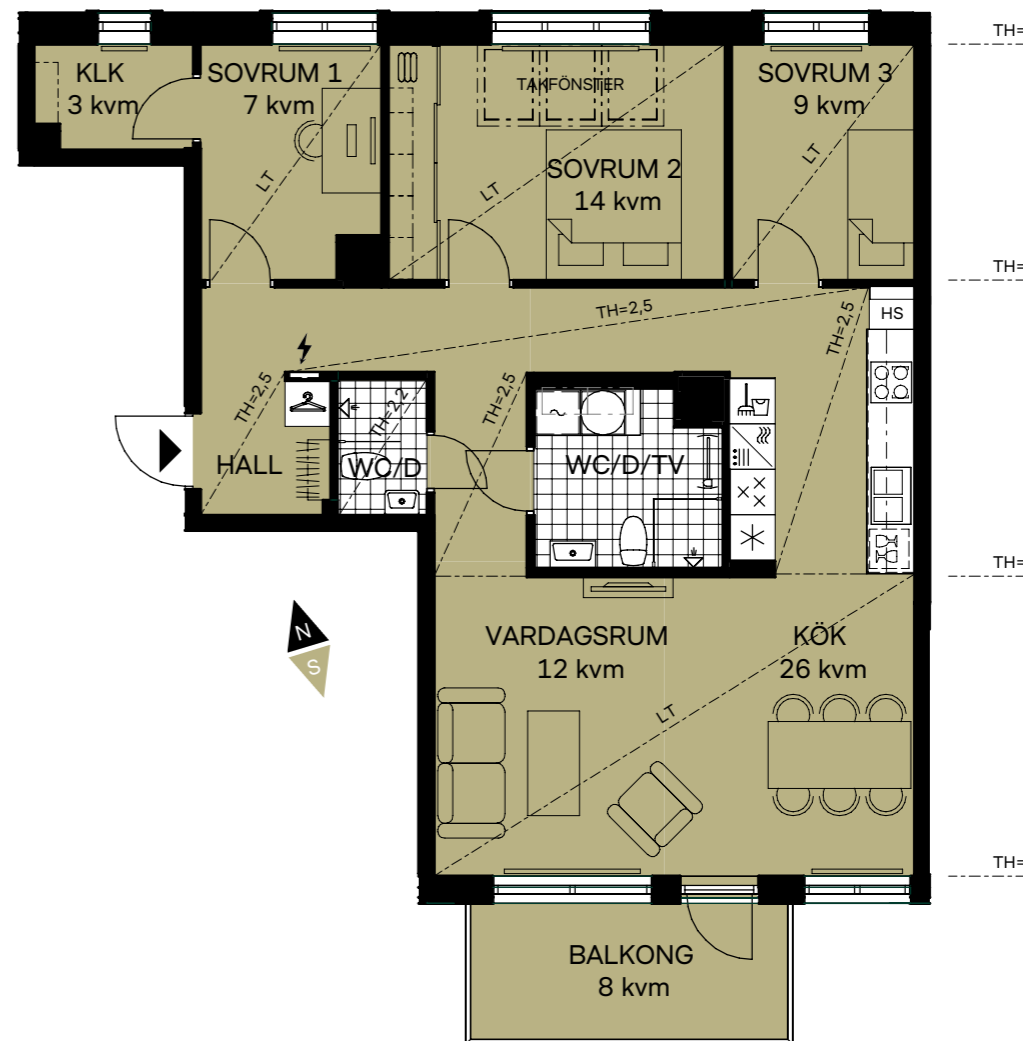 TH=
KLK
3 kvm
SOVRUM 1
7 kvm
TAKFÖNSTER
SOVRUM 3
9 kvm
LT
LT
SOVRUM 2
14 kvm
LT
TH=
TH=2,5
TH=2,5
HS
TH=2,5
TH=2,2
TH=2,5
HALL
WC/D
WC/D/TV
TH=
N
S
VARDAGSRUM
12 kvm
KÖK
26 kvm
LT
TH=
BALKONG
8 kvm